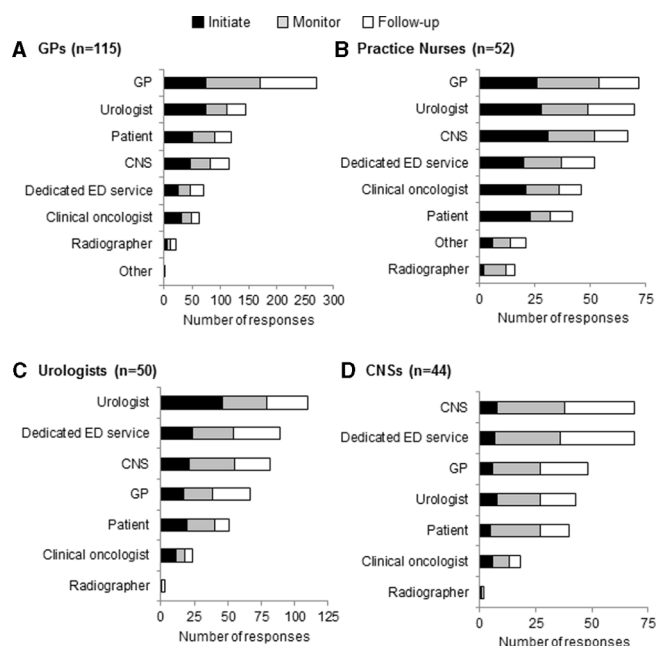 Initiate Monitor Follow-up
A GPs (n=115)
GP
Urologist
Patient
CNS
Dedicated ED service
Clinical oncologist
Radiographer
Other
0 50 100 150 200 250 300
Number of responses
B Practice Nurses (n=52)
GP
Urologist
CNS
Dedicated ED service
Clinical oncologist
Patient
Other
Radiographer
0 25 50 75
Number of responses
C Urologists (n=50)
Urologist
Dedicated ED service
CNS
GP
Patient
Clinical oncologist
Radiographer
0 25 50 75 100 125
Number of responses
D CNSs (n=44)
CNS
Dedicated ED service
GP
Urologist
Patient
Clinical oncologist
Radiographer
0 25 50 75
Number of responses